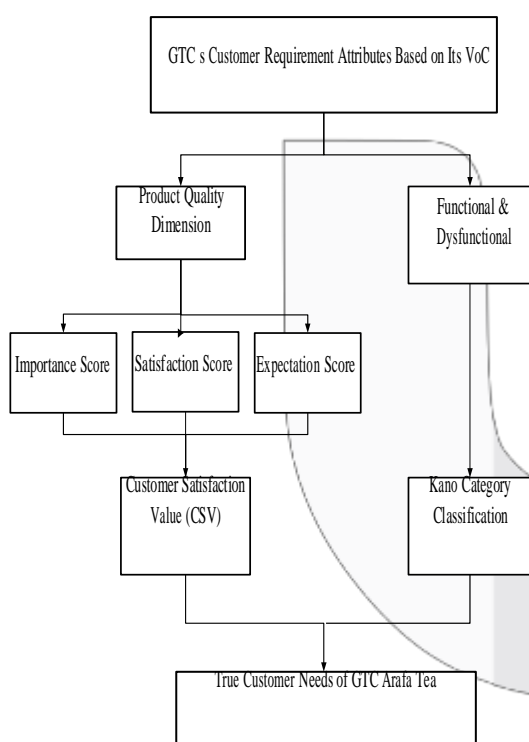 GTC s Customer Requirement Attributes Based on Its VoC
Product Quality
Dimension
Functional &
Dysfunctional
Importance Score
Satisfaction Score
Expectation Score
Customer Satisfaction
Value (CSV)
Kano Category
Classification
True Customer Needs of GTC Arafa Tea